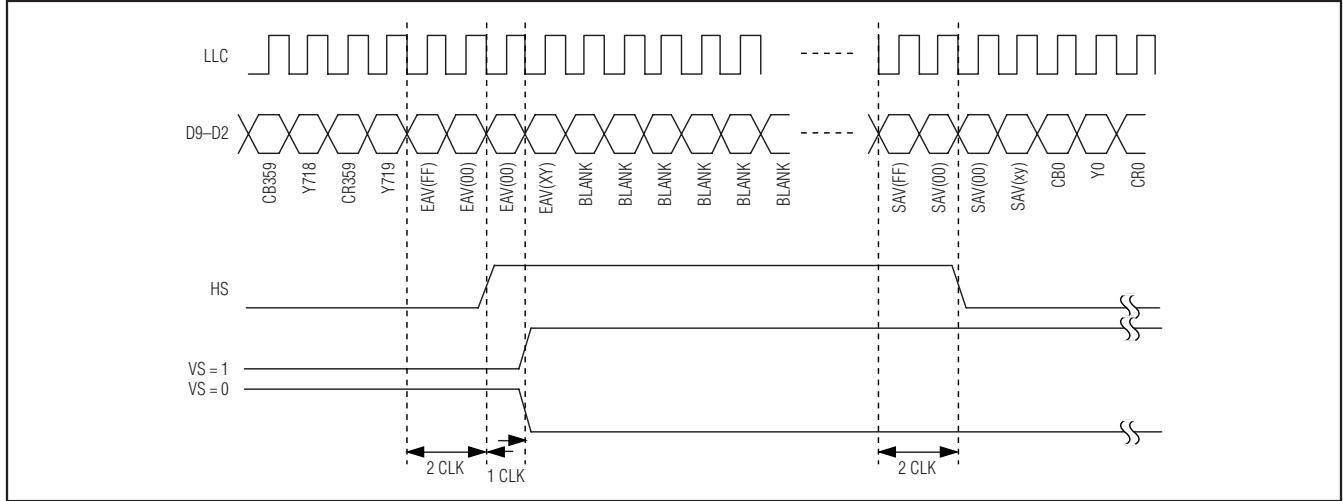 LLC
D9–D2
CB359
Y718
CR359
Y719
EAV(FF)
EAV(00)
EAV(00)
EAV(XY)
BLANK
BLANK
BLANK
BLANK
BLANK
BLANK
SAV(FF)
SAV(00)
SAV(00)
SAV(xy)
CB0
Y0
CR0
HS
VS = 1
VS = 0
2 CLK
1 CLK
2 CLK